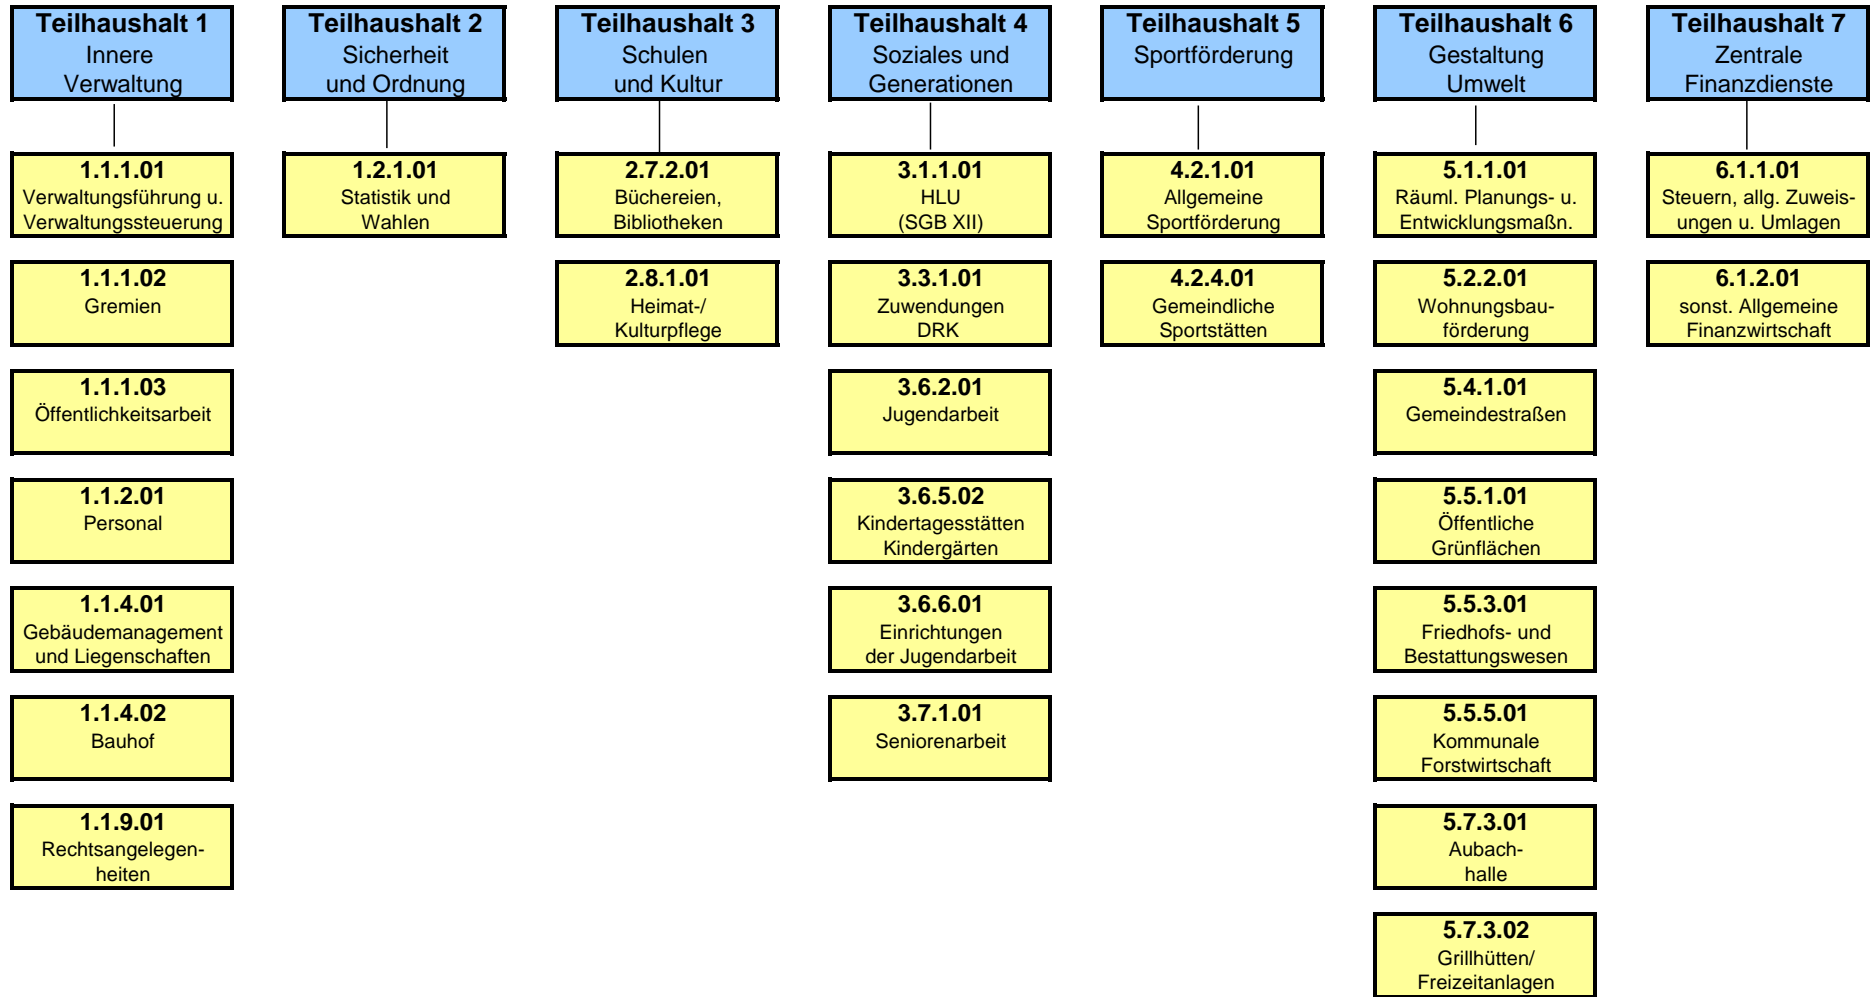 Teilhaushalt 1
Innere
Verwaltung
1.1.1.01
Verwaltungsführung u.
Verwaltungssteuerung
1.1.1.02
Gremien
1.1.1.03
Öffentlichkeitsarbeit
1.1.2.01
Personal
1.1.4.01
Gebäudemanagement
und Liegenschaften
1.1.4.02
Bauhof
1.1.9.01
Rechtsangelegen-
heiten
Teilhaushalt 2
Sicherheit
und Ordnung
1.2.1.01
Statistik und
Wahlen
Teilhaushalt 3
Schulen
und Kultur
2.7.2.01
Büchereien,
Bibliotheken
2.8.1.01
Heimat-/
Kulturpflege
Teilhaushalt 4
Soziales und
Generationen
3.1.1.01
HLU
(SGB XII)
3.3.1.01
Zuwendungen
DRK
3.6.2.01
Jugendarbeit
3.6.5.02
Kindertagesstätten
Kindergärten
3.6.6.01
Einrichtungen
der Jugendarbeit
3.7.1.01
Seniorenarbeit
Teilhaushalt 5
Sportförderung
4.2.1.01
Allgemeine
Sportförderung
4.2.4.01
Gemeindliche
Sportstätten
Teilhaushalt 6
Gestaltung
Umwelt
5.1.1.01
Räuml. Planungs- u.
Entwicklungsmaßn.
5.2.2.01
Wohnungsbau-
förderung
5.4.1.01
Gemeindestraßen
5.5.1.01
Öffentliche
Grünflächen
5.5.3.01
Friedhofs- und
Bestattungswesen
5.5.5.01
Kommunale
Forstwirtschaft
5.7.3.01
Aubach-
halle
5.7.3.02
Grillhütten/
Freizeitanlagen
Teilhaushalt 7
Zentrale
Finanzdienste
6.1.1.01
Steuern, allg. Zuweis-
ungen u. Umlagen
6.1.2.01
sonst. Allgemeine
Finanzwirtschaft